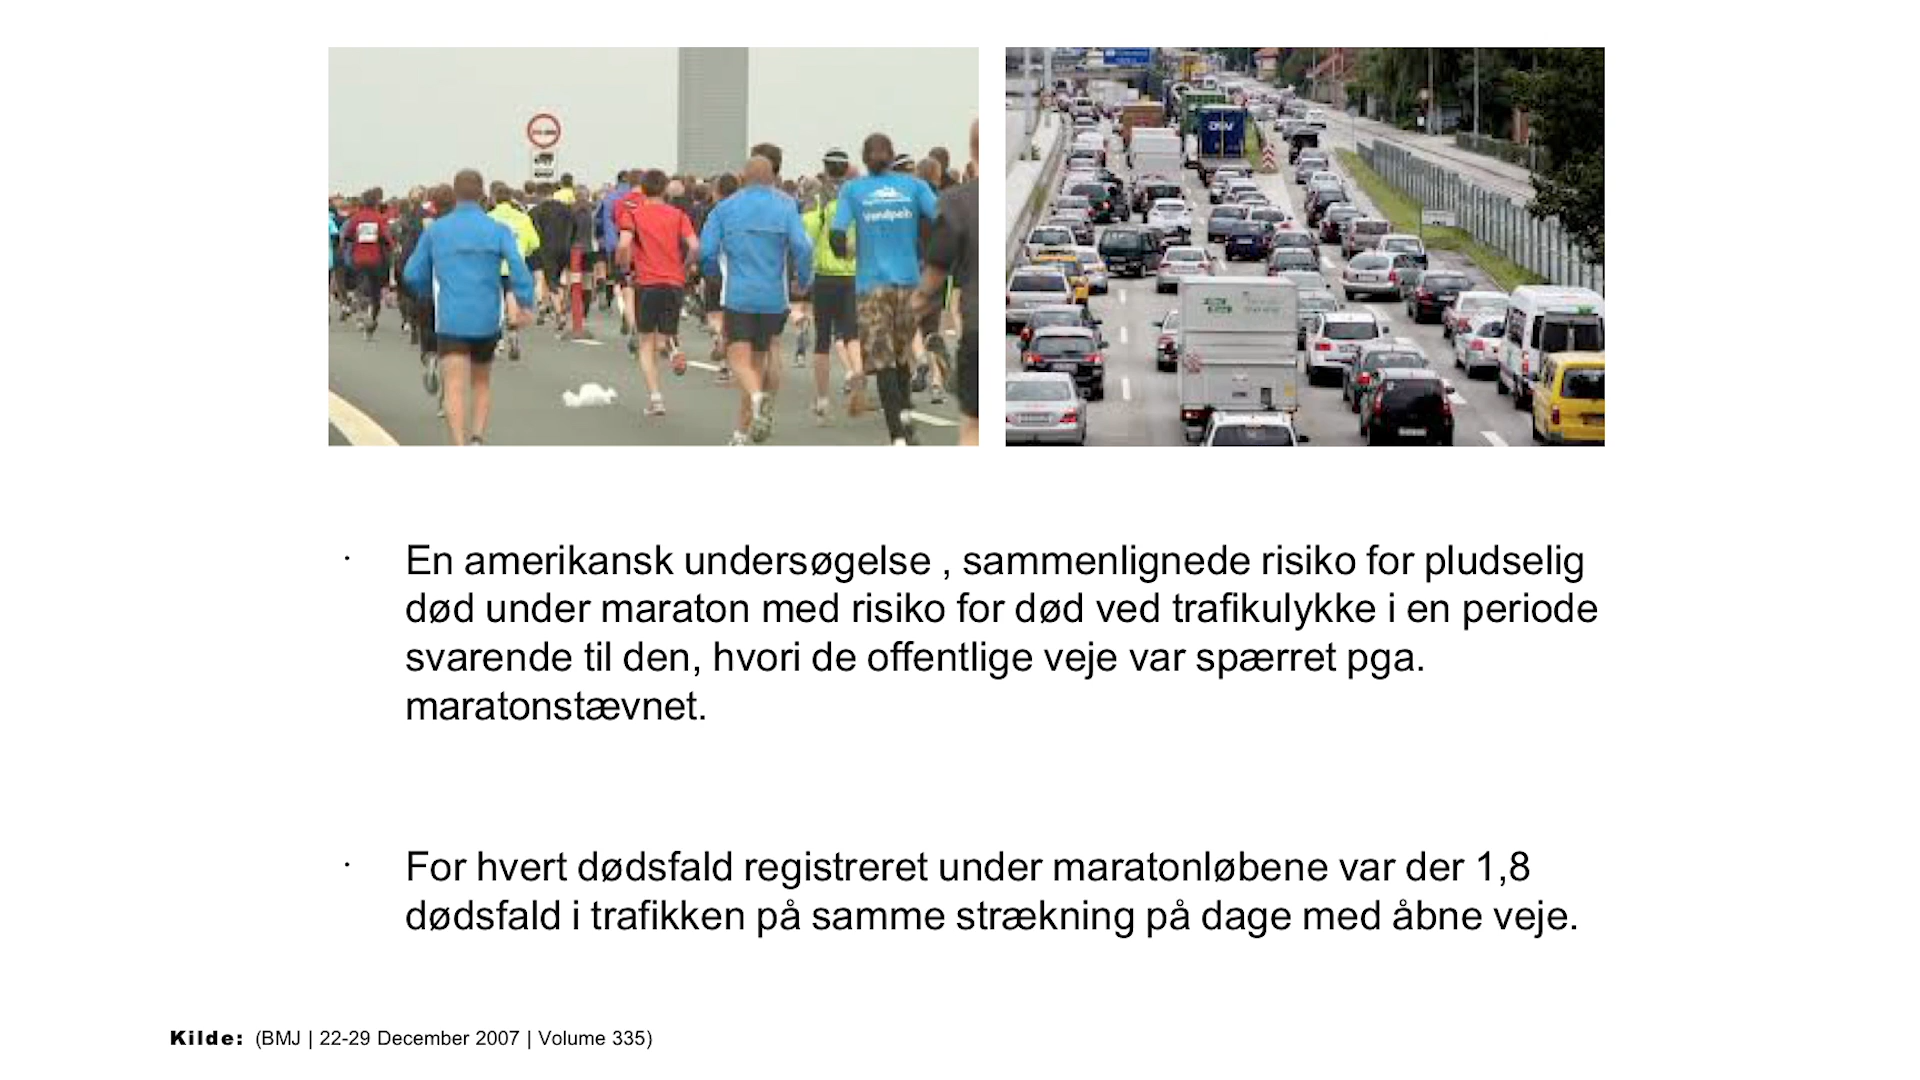 Vandpeis
· En amerikansk undersøgelse , sammenlignede risiko for pludselig
død under maraton med risiko for død ved trafikulykke i en periode
svarende til den, hvori de offentlige veje var spærret pga.
maratonstævnet.
· For hvert dødsfald registreret under maratonløbene var der 1,8
dødsfald i trafikken på samme strækning på dage med åbne veje.
Kilde: (BMJ | 22-29 December 2007 | Volume 335)